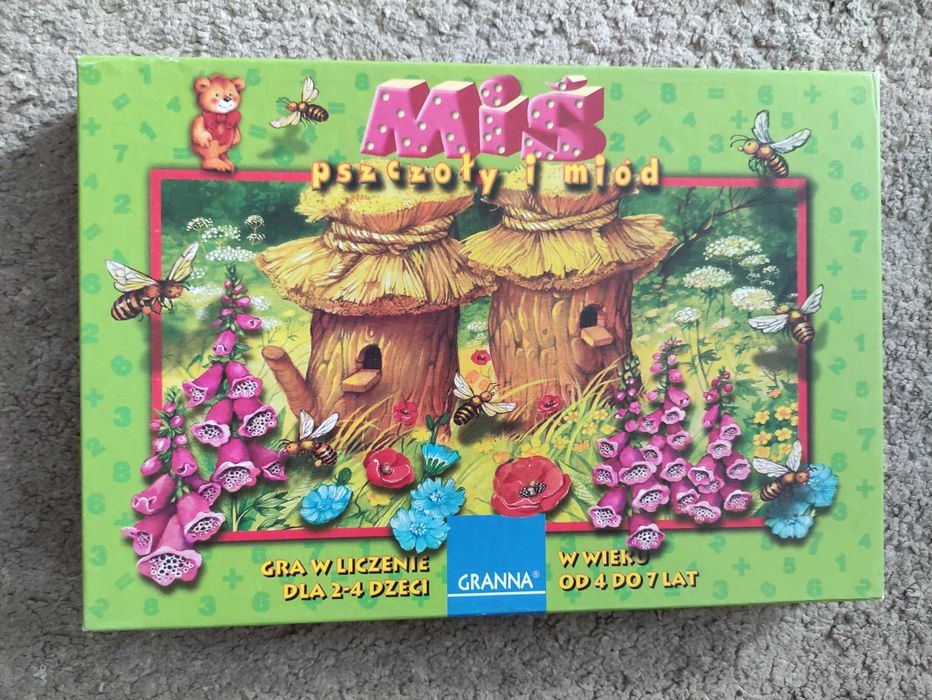 Miś
pszczoły i miód
GRA W LICZENIE
DLA 2-4 DZECI
GRANNA®
W WIEKU
OD 4 DO 7 LAT